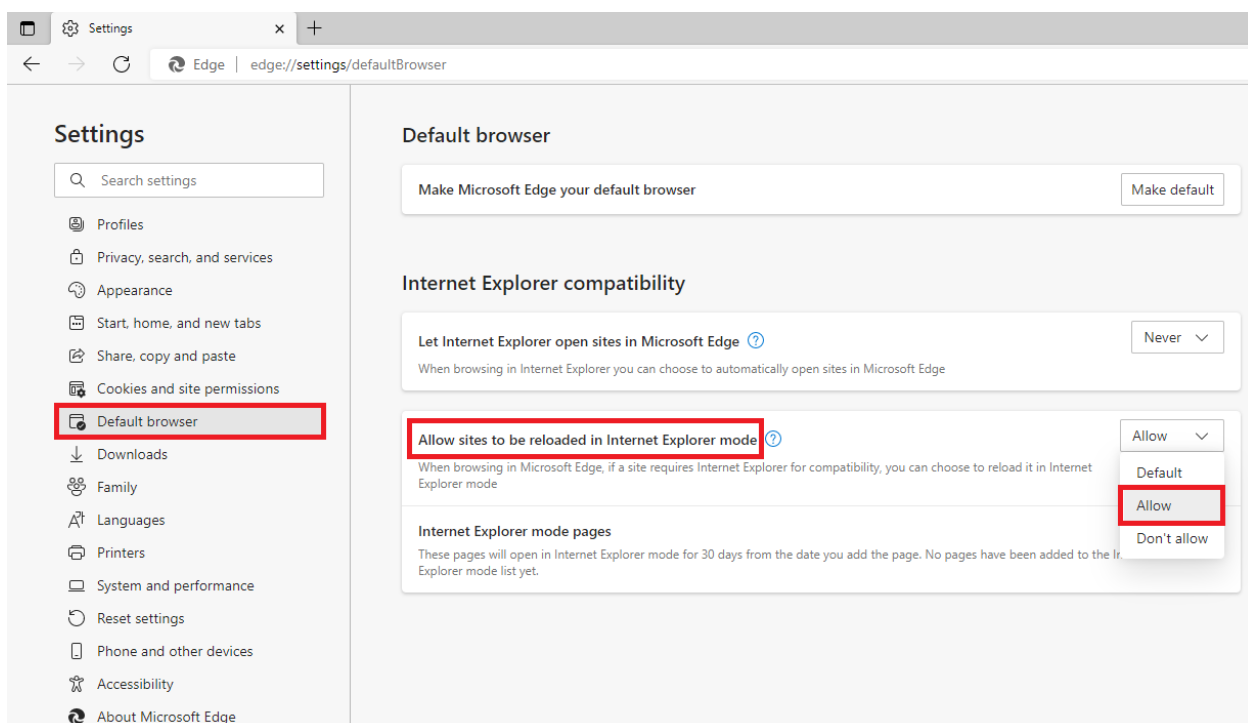 Settings
Edge | edge://settings/defaultBrowser
Settings
Search settings
Profiles
Privacy, search, and services
Appearance
Start, home, and new tabs
Share, copy and paste
Cookies and site permissions
Default browser
Downloads
Family
Languages
Printers
System and performance
Reset settings
Phone and other devices
Accessibility
About Microsoft Edge
Default browser
Make Microsoft Edge your default browser
Make default
Internet Explorer compatibility
Let Internet Explorer open sites in Microsoft Edge
Never
When browsing in Internet Explorer you can choose to automatically open sites in Microsoft Edge
Allow sites to be reloaded in Internet Explorer mode
Allow
When browsing in Microsoft Edge, if a site requires Internet Explorer for compatibility, you can choose to reload it in Internet
Explorer mode
Default
Allow
Don't allow
Internet Explorer mode pages
These pages will open in Internet Explorer mode for 30 days from the date you add the page. No pages have been added to the
Explorer mode list yet.